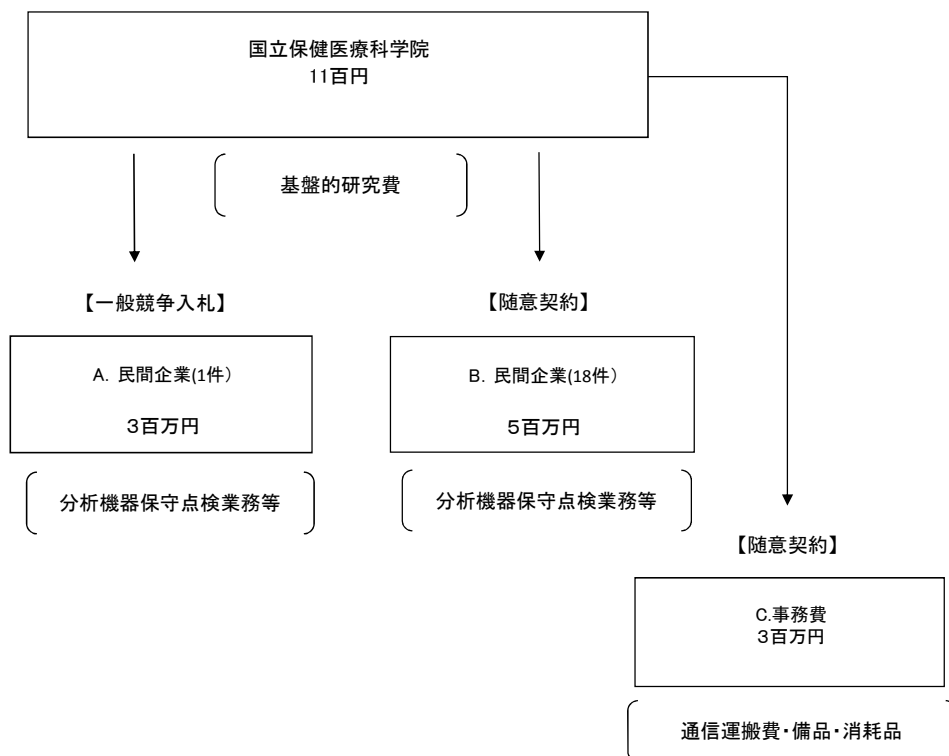 国立保健医療科学院
11百円
基盤的研究費
【一般競争入札】
【随意契約】
A. 民間企業(1件)
3百万円
B. 民間企業(18件)
5百万円
分析機器保守点検業務等
分析機器保守点検業務等
【随意契約】
C.事務費
3百万円
通信運搬費・備品・消耗品